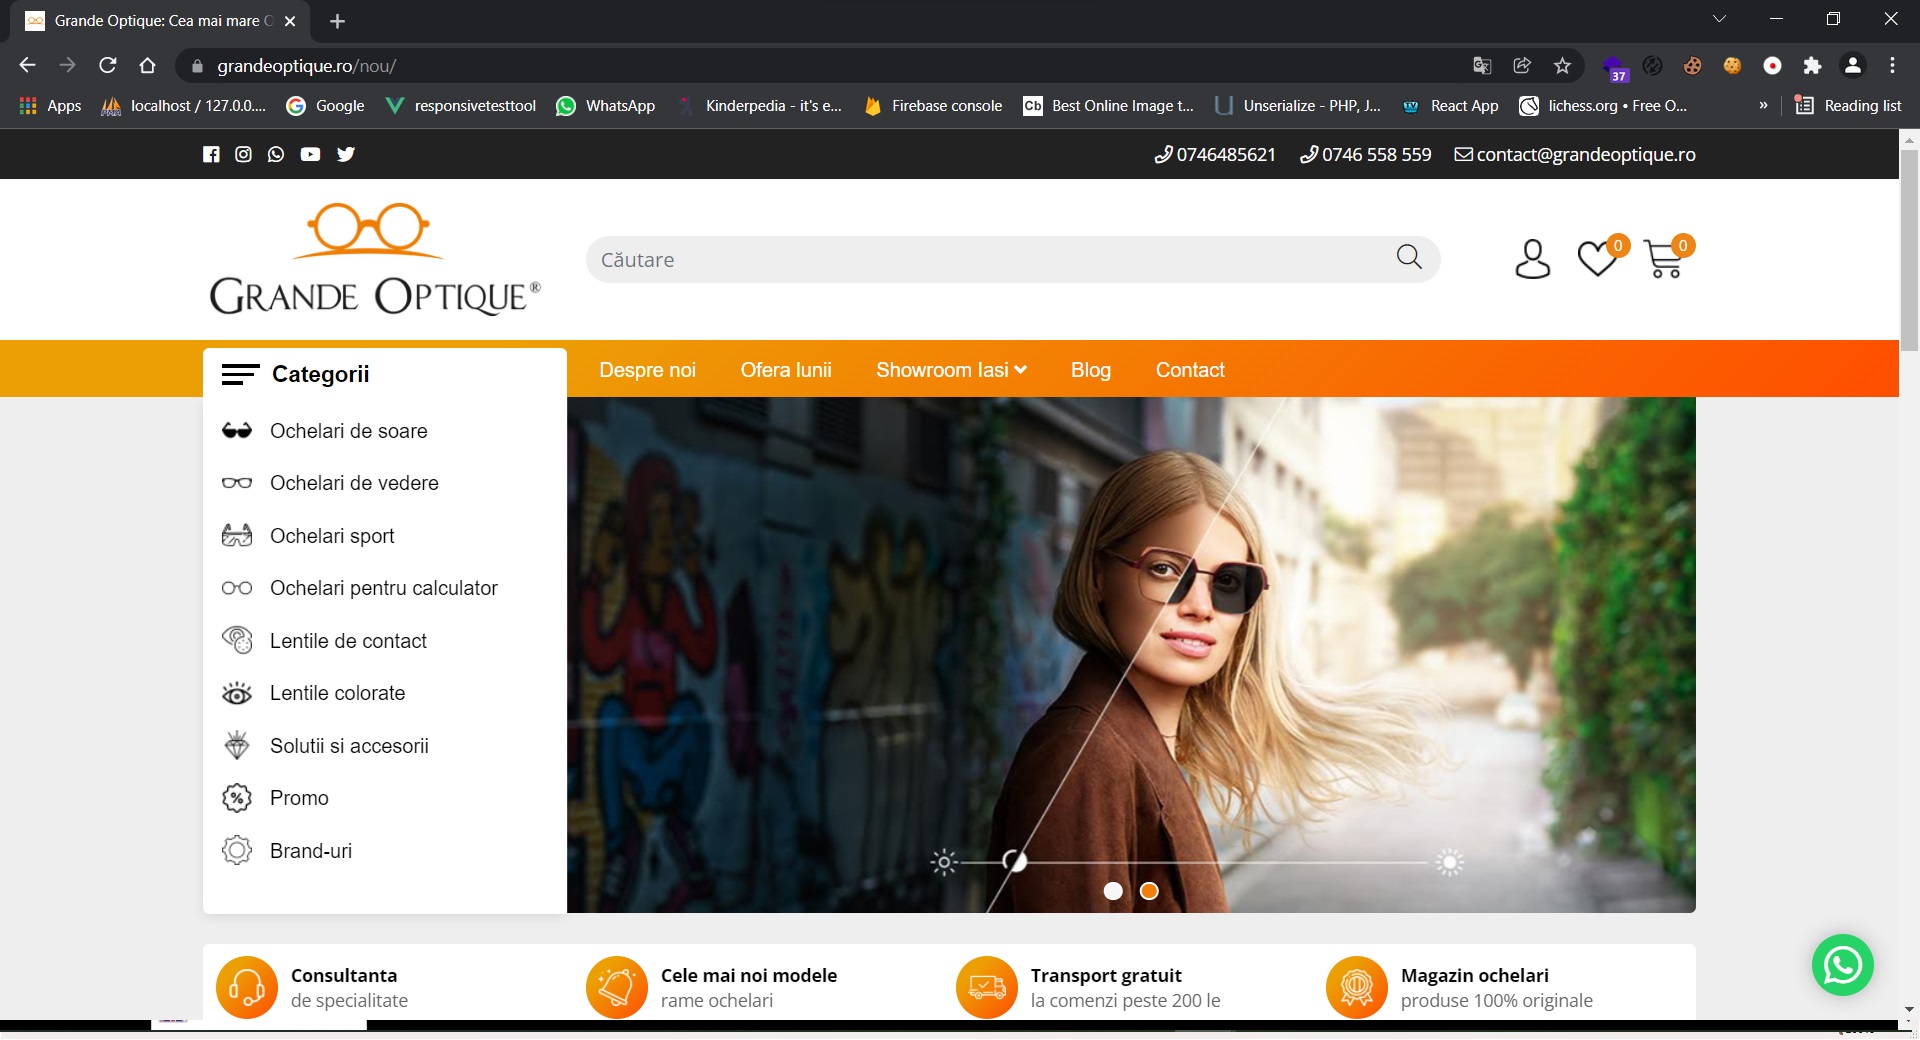 Grande Optique: Cea mai mare
grandeoptique.ro/nou/
37
Apps
localhost / 127.0.0....
Google
responsivetesttool
WhatsApp
Kinderpedia - it's e...
Firebase console
Cb
Best Online Image t...
Unserialize - PHP, J...
React App
lichess.org • Free O...
»
Reading list
0746485621
0746 558 559
contact@grandeoptique.ro
GRANDE OPTIQUE®
Căutare
0
0
Categorii
Despre noi
Ofera lunii
Showroom Iasi
Blog
Contact
Ochelari de soare
Ochelari de vedere
Ochelari sport
Ochelari pentru calculator
Lentile de contact
Lentile colorate
Solutii si accesorii
Promo
Brand-uri
Consultanta
de specialitate
Cele mai noi modele
rame ochelari
Transport gratuit
la comenzi peste 200 le
Magazin ochelari
produse 100% originale